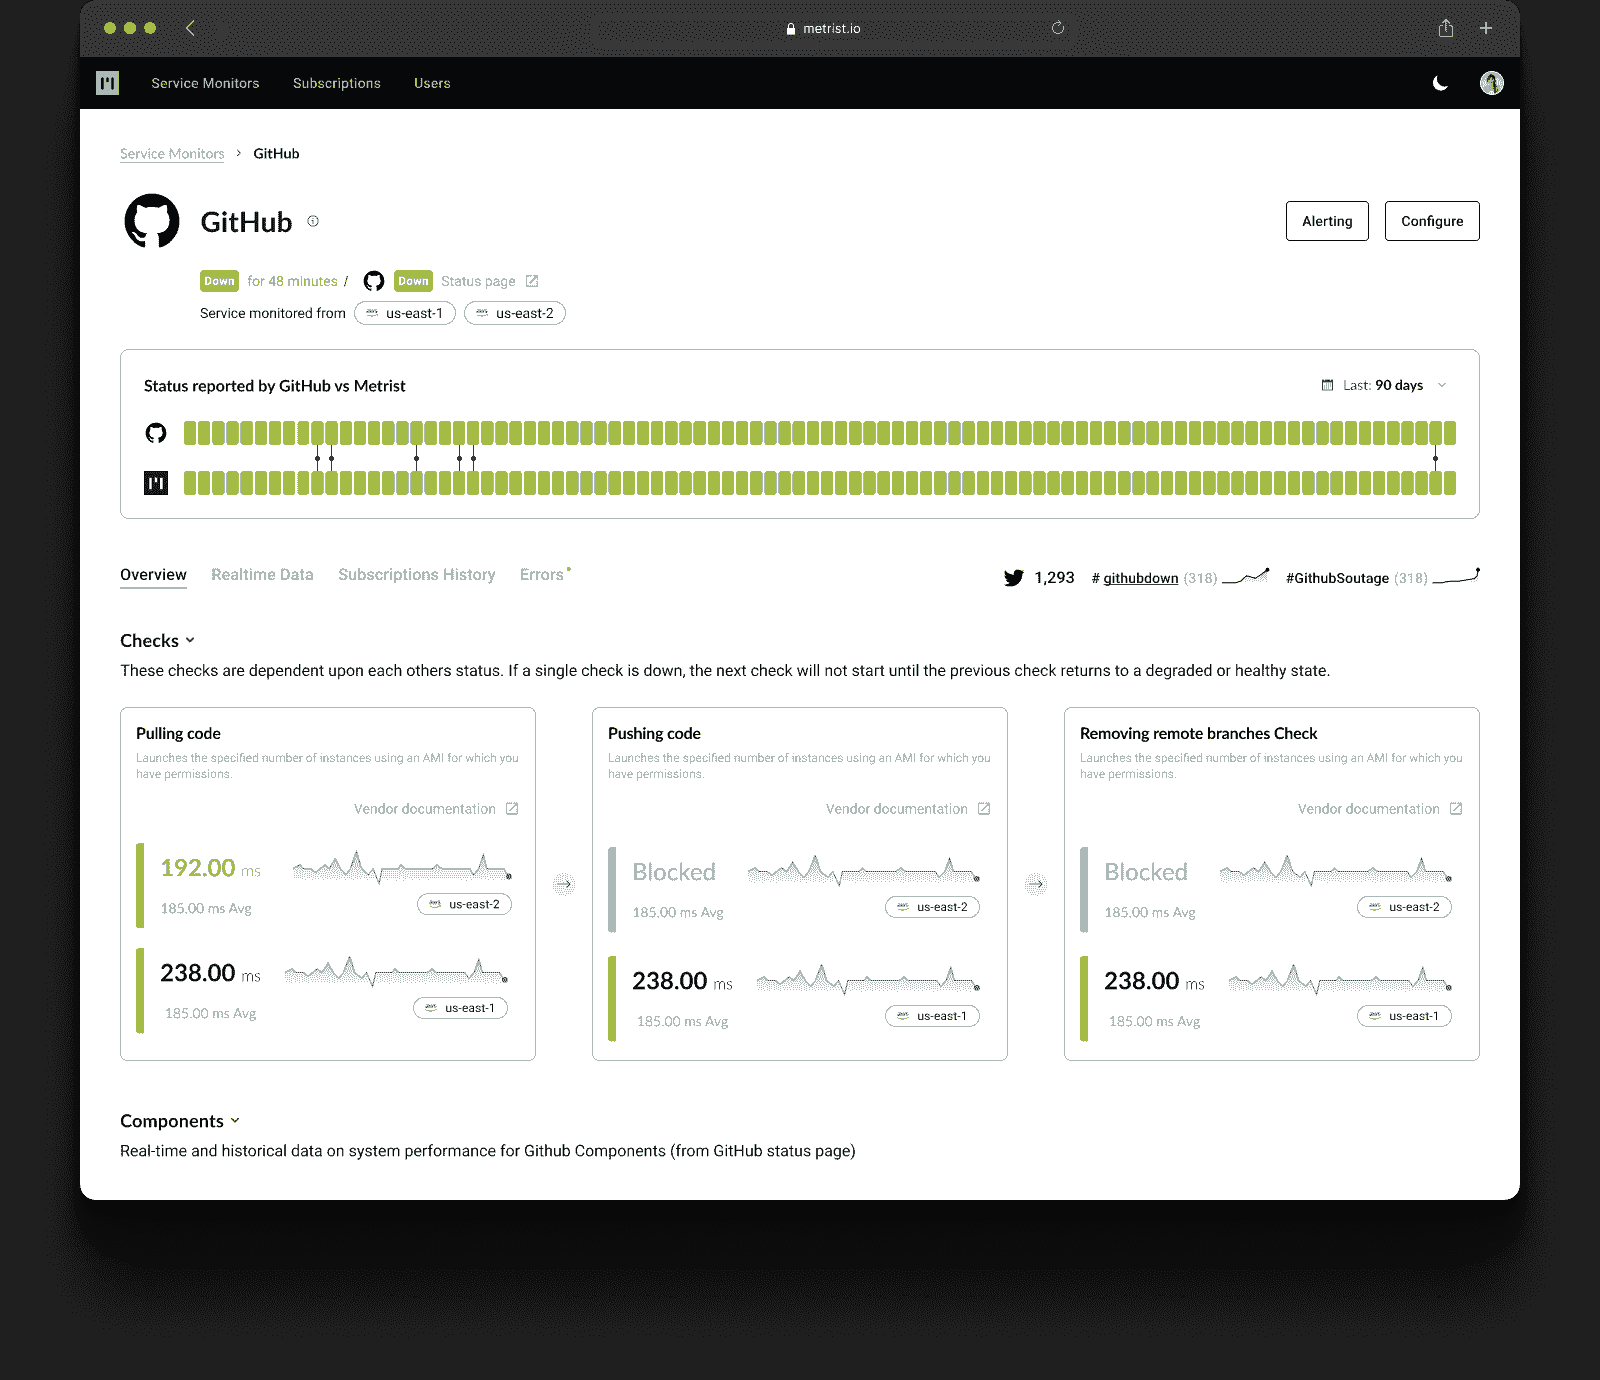 metrist.io
Service Monitors Subscriptions Users
Service Monitors > GitHub
GitHub
Alerting Configure
Down for 48 minutes / Down Status page
Service monitored from aws us-east-1 aws us-east-2
Status reported by GitHub vs Metrist
Last: 90 days
Overview Realtime Data Subscriptions History Errors
1,293 # githubdown (318) #GithubSoutage (318)
Checks
These checks are dependent upon each others status. If a single check is down, the next check will not start until the previous check returns to a degraded or healthy state.
Pulling code
Launches the specified number of instances using an AMI for which you
have permissions.
Vendor documentation
192.00 ms
185.00 ms Avg
aws us-east-2
238.00 ms
185.00 ms Avg
aws us-east-1
Pushing code
Launches the specified number of instances using an AMI for which you
have permissions.
Vendor documentation
Blocked
185.00 ms Avg
aws us-east-2
238.00 ms
185.00 ms Avg
aws us-east-1
Removing remote branches Check
Launches the specified number of instances using an AMI for which you
have permissions.
Vendor documentation
Blocked
185.00 ms Avg
aws us-east-2
238.00 ms
185.00 ms Avg
aws us-east-1
Components
Real-time and historical data on system performance for Github Components (from GitHub status page)